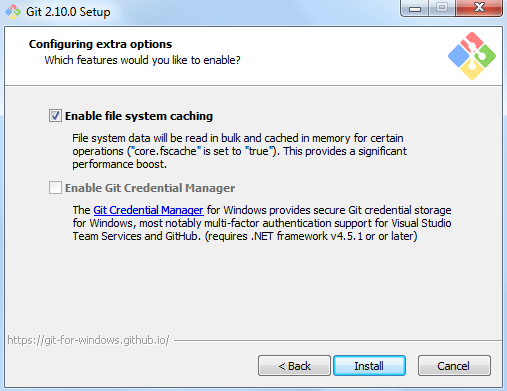 Git 2.10.0 Setup
Configuring extra options
Which features would you like to enable?
Enable file system caching
File system data will be read in bulk and cached in memory for certain
operations ("core.fscache" is set to "true"). This provides a significant
performance boost.
Enable Git Credential Manager
The Git Credential Manager for Windows provides secure Git credential storage
for Windows, most notably multi-factor authentication support for Visual Studio
Team Services and GitHub. (requires .NET framework v4.5.1 or or later)
https://git-for-windows.github.io/
< Back
Install
Cancel